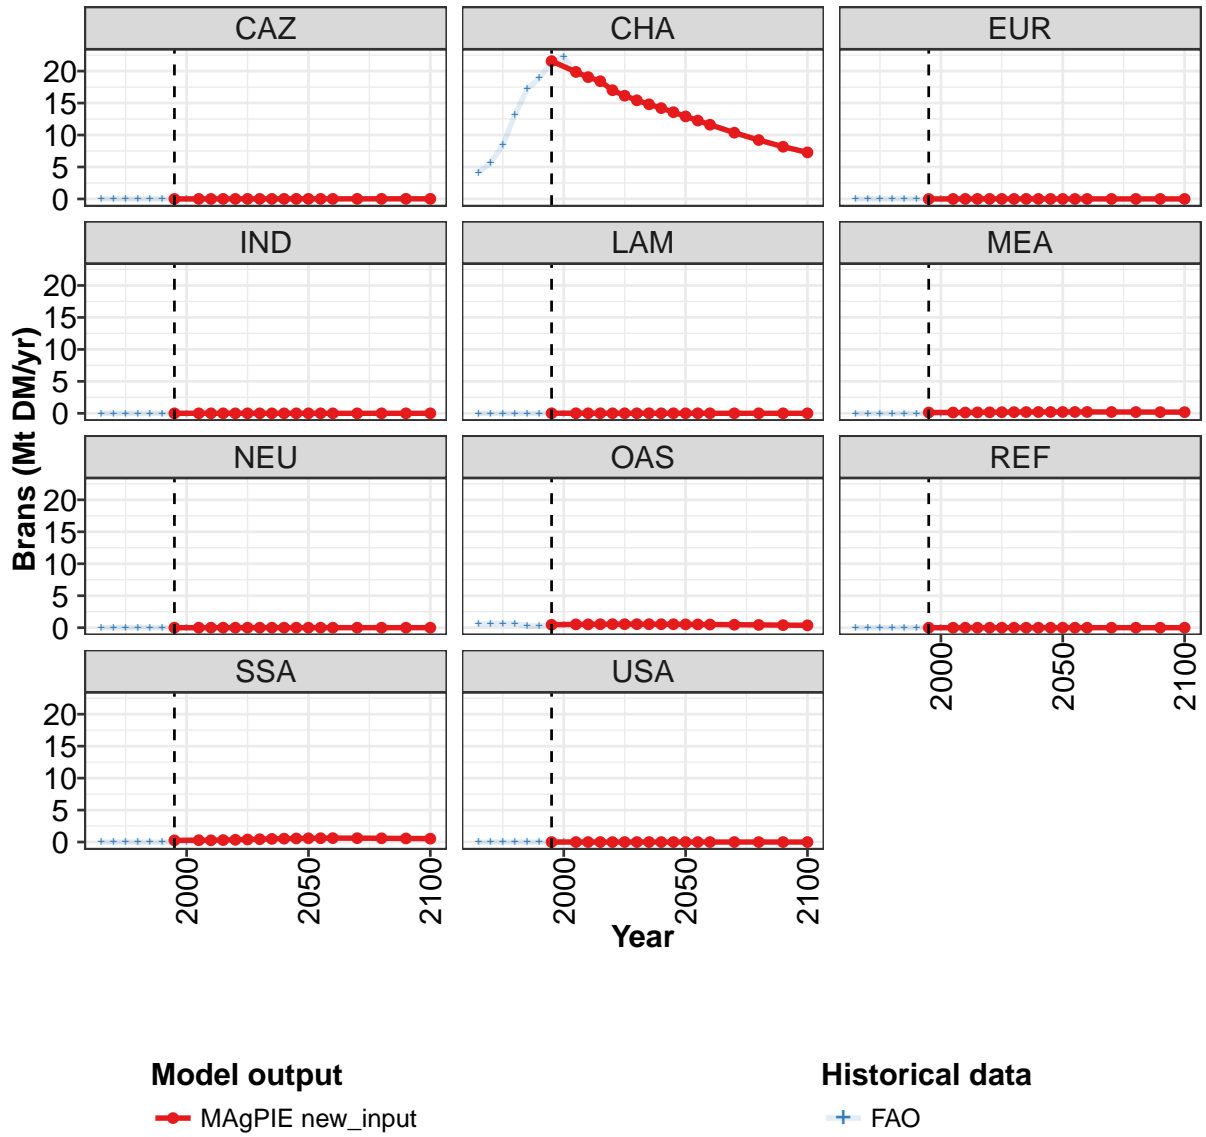 CAZ CHA EUR
20
15
10
5
0
IND LAM MEA
20
15
10
5
0
NEU OAS REF
20
15
10
5
0
2000 2050 2100
SSA USA
20
15
10
5
0
2000 2050 2100 2000 2050 2100
Brans (Mt DM/yr)
Year
Model output Historical data
MAgPIE new_input FAO